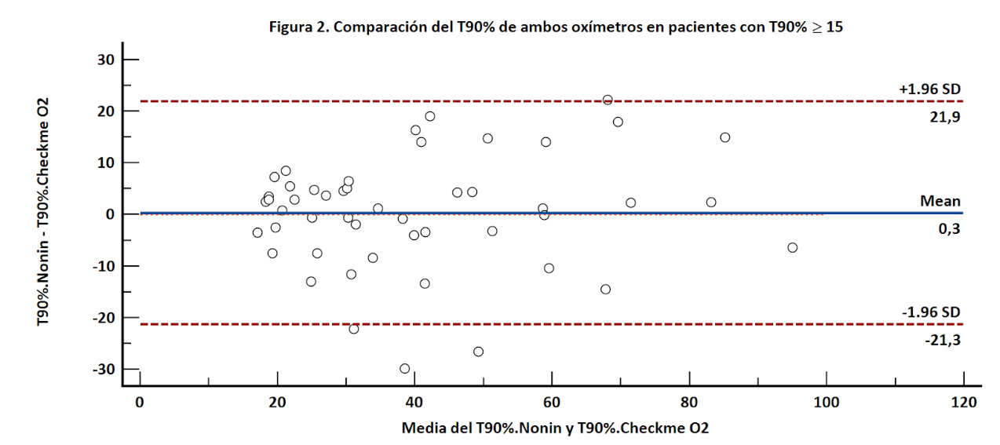 Figura 2. Comparación del T90% de ambos oxímetros en pacientes con T90% ≥ 15
T90%.Nonin - T90%.Checkme O2
30
20
10
0
-10
-20
-30
+1.96 SD
21,9
Mean
0,3
-1.96 SD
-21,3
0 20 40 60 80 100 120
Media del T90%.Nonin y T90%.Checkme O2